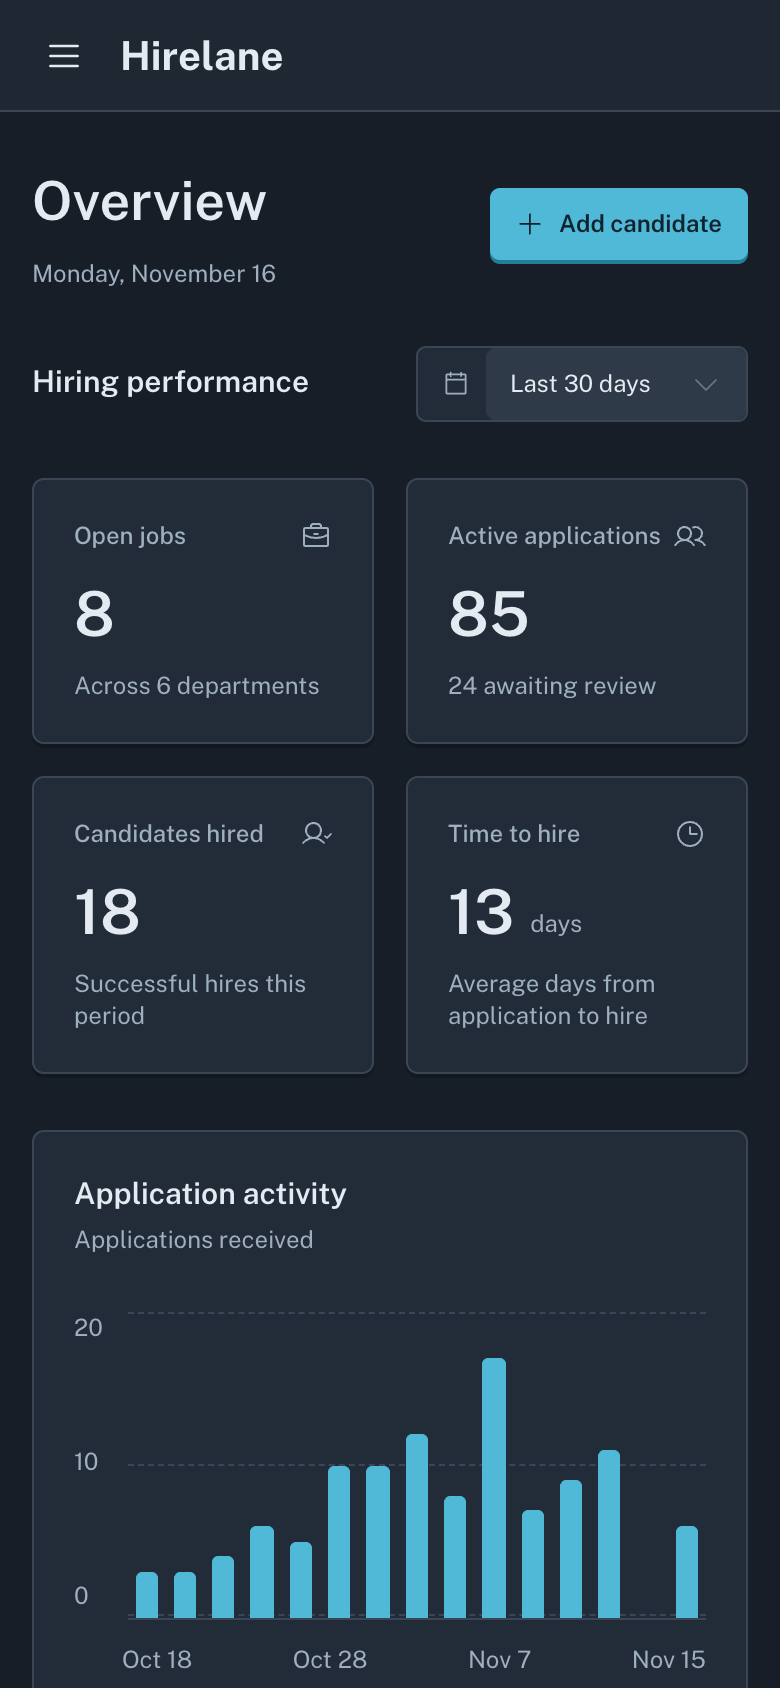 Hirelane
Overview
Add candidate
Monday, November 16
Hiring performance
Last 30 days
Open jobs
8
Across 6 departments
Active applications
85
24 awaiting review
Candidates hired
18
Successful hires this
period
Time to hire
13 days
Average days from
application to hire
Application activity
Applications received
20
10
0
Oct 18
Oct 28
Nov 7
Nov 15